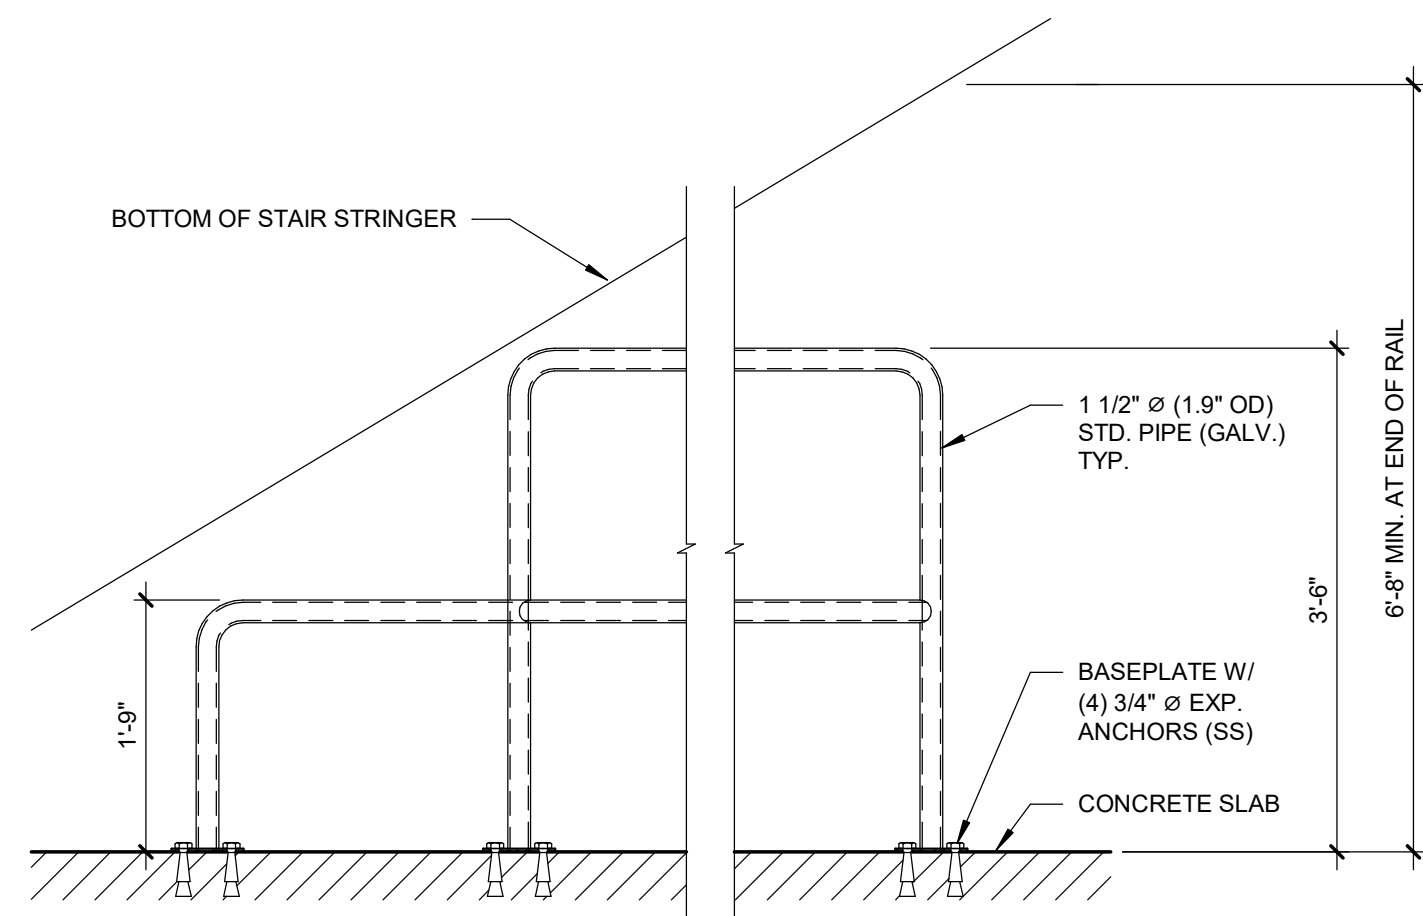 BOTTOM OF STAIR STRINGER
1 1/2" Ø (1.9" OD)
STD. PIPE (GALV.)
TYP.
6'-8" MIN. AT END OF RAIL
3'-6"
1'-9"
BASEPLATE W/
(4) 3/4" Ø EXP.
ANCHORS (SS)
CONCRETE SLAB